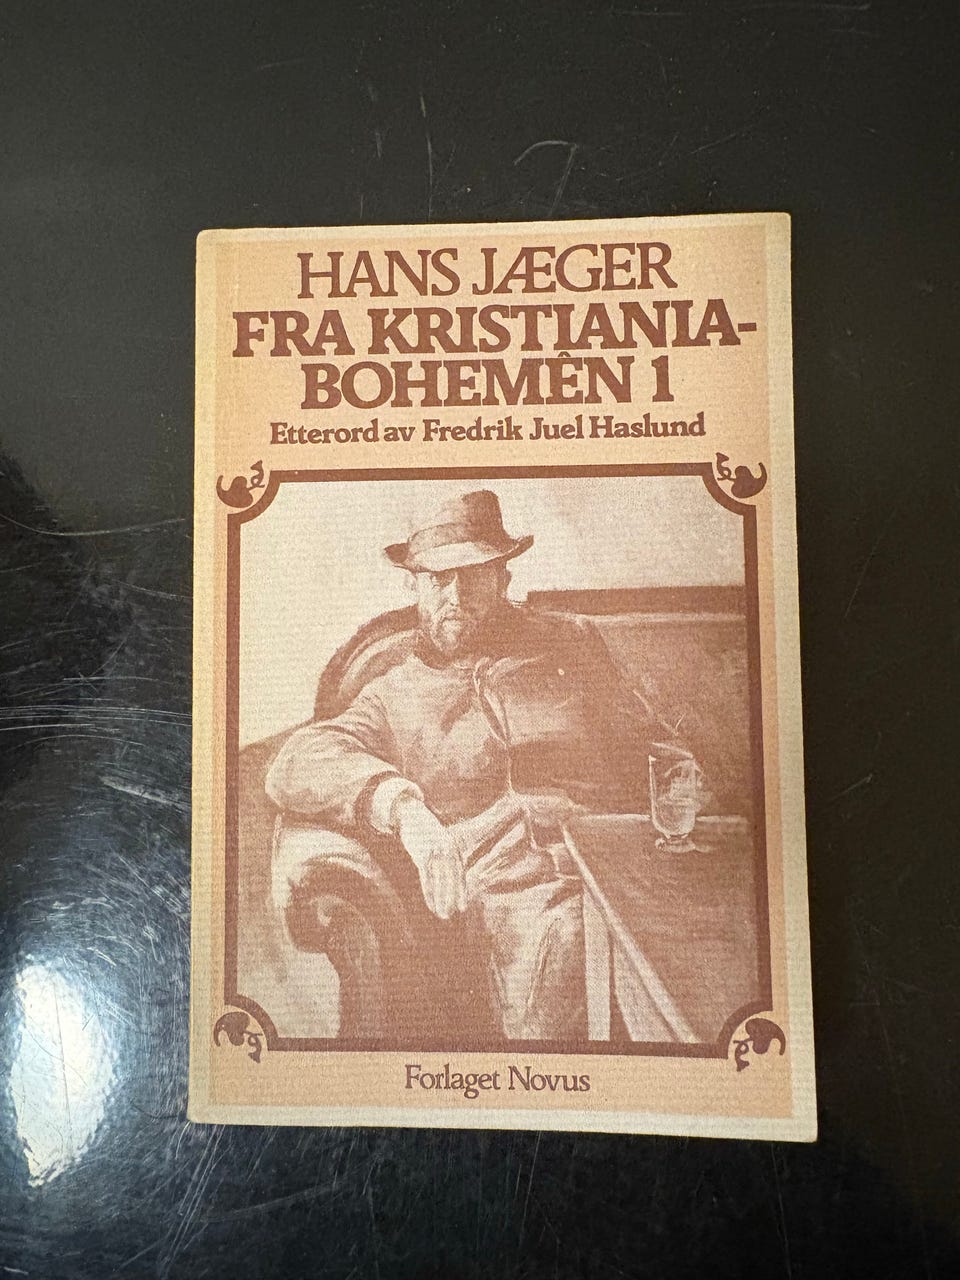 HANS JÆGER
FRA KRISTIANIA-
BOHEMÊN 1
Etterord av Fredrik Juel Haslund
Forlaget Novus